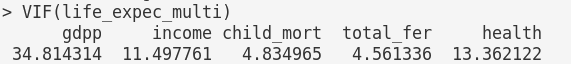 > VIF(life_expec_multi)
gdpp income child_mort total_fer health
34.814314 11.497761 4.834965 4.561336 13.362122